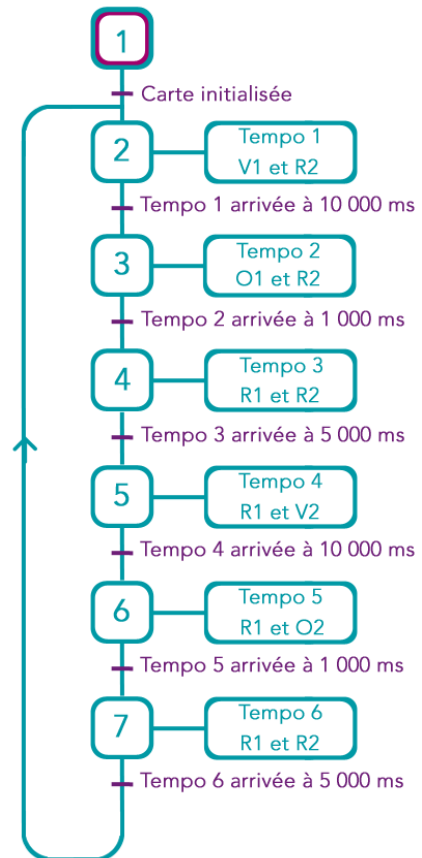 1
Carte initialisée
2
Tempo 1
V1 et R2
Tempo 1 arrivée à 10 000 ms
3
Tempo 2
O1 et R2
Tempo 2 arrivée à 1 000 ms
4
Tempo 3
R1 et R2
Tempo 3 arrivée à 5 000 ms
5
Tempo 4
R1 et V2
Tempo 4 arrivée à 10 000 ms
6
Tempo 5
R1 et O2
Tempo 5 arrivée à 1 000 ms
7
Tempo 6
R1 et R2
Tempo 6 arrivée à 5 000 ms